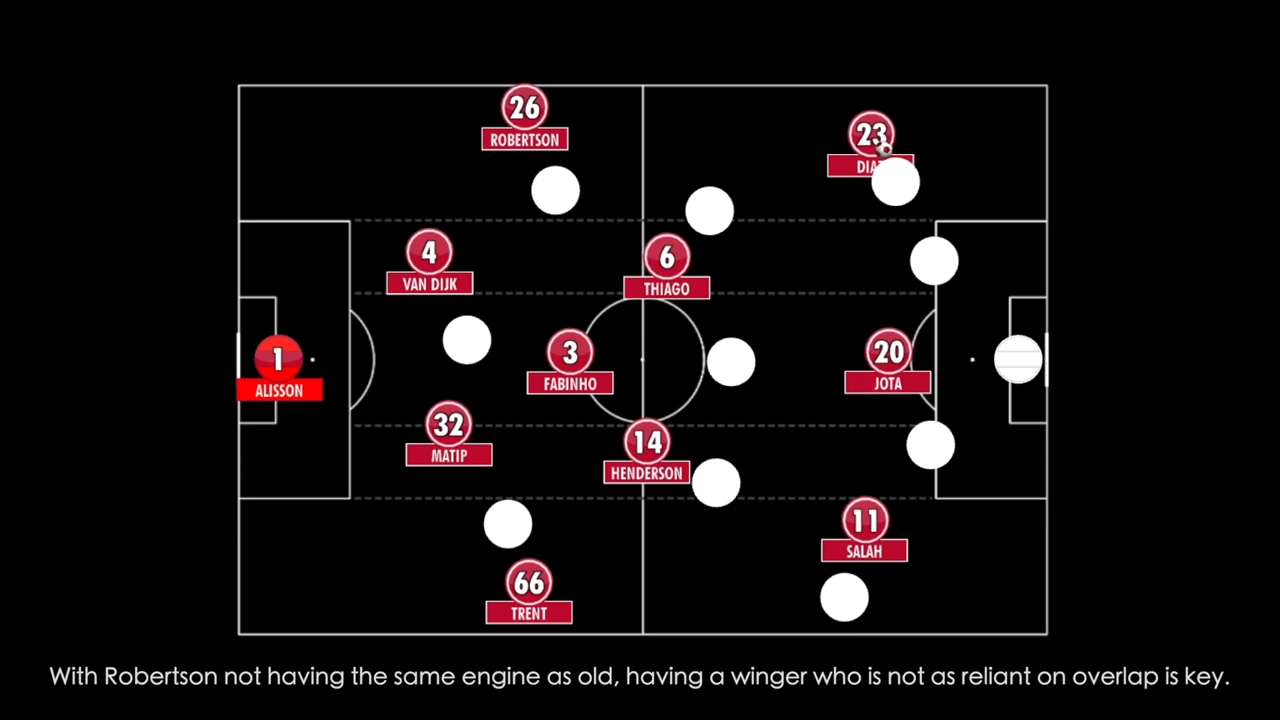 26
ROBERTSON
23
4
VAN DIJK
6
THIAGO
1
ALISSON
3
FABINHO
20
JOTA
32
MATIP
14
HENDERSON
11
SALAH
66
TRENT
With Robertson not having the same engine as old, having a winger who is not as reliant on overlap is key.